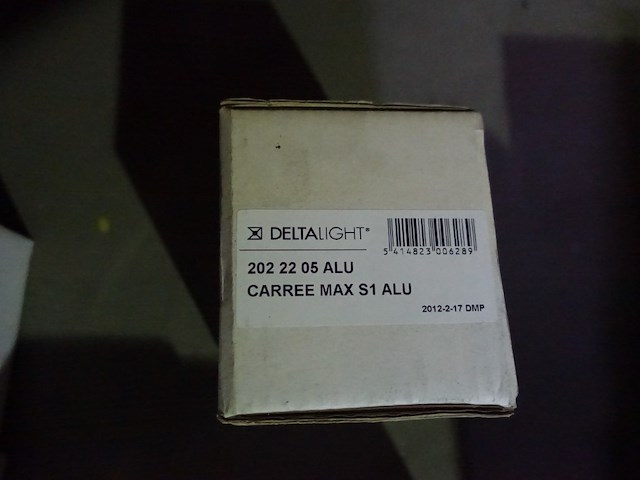 DELTALIGHT®
5 414823 006289
202 22 05 ALU
CARREE MAX S1 ALU
2012-2-17 DMP